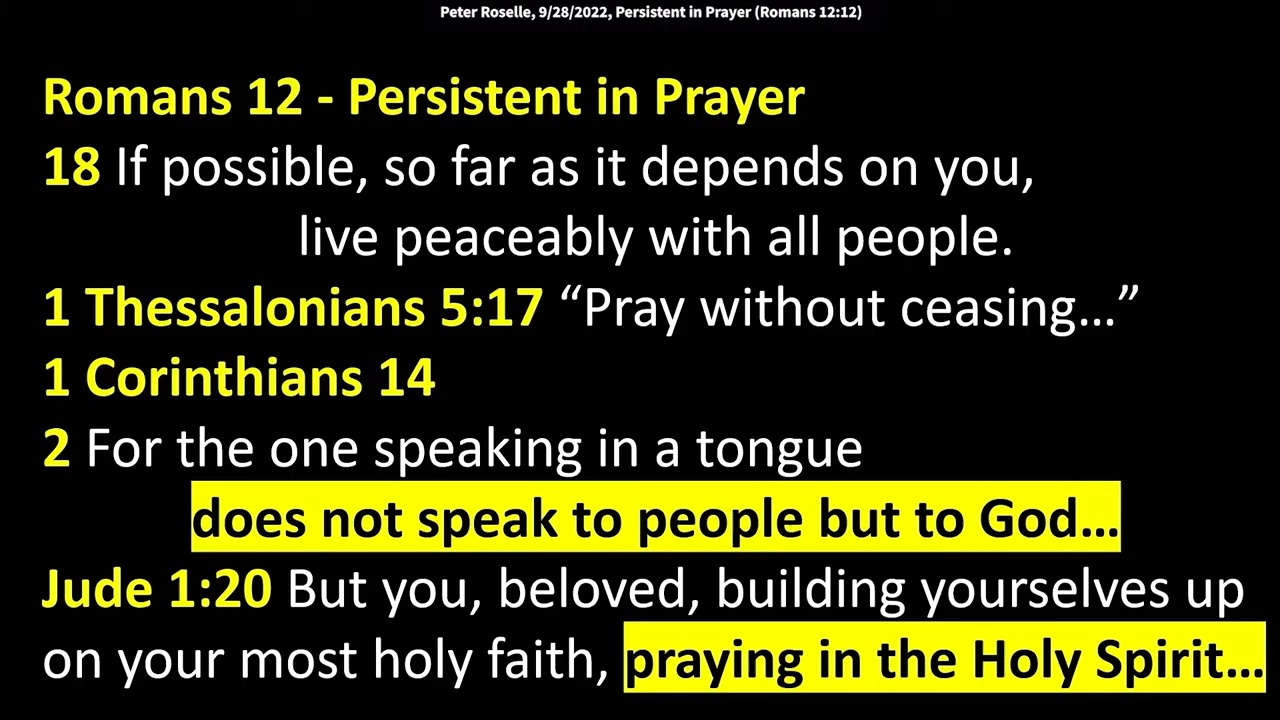 Peter Roselle, 9/28/2022, Persistent in Prayer (Romans 12:12)
Romans 12 - Persistent in Prayer
18 If possible, so far as it depends on you,
live peaceably with all people.
1 Thessalonians 5:17 “Pray without ceasing…”
1 Corinthians 14
2 For the one speaking in a tongue
does not speak to people but to God…
Jude 1:20 But you, beloved, building yourselves up
on your most holy faith, praying in the Holy Spirit…